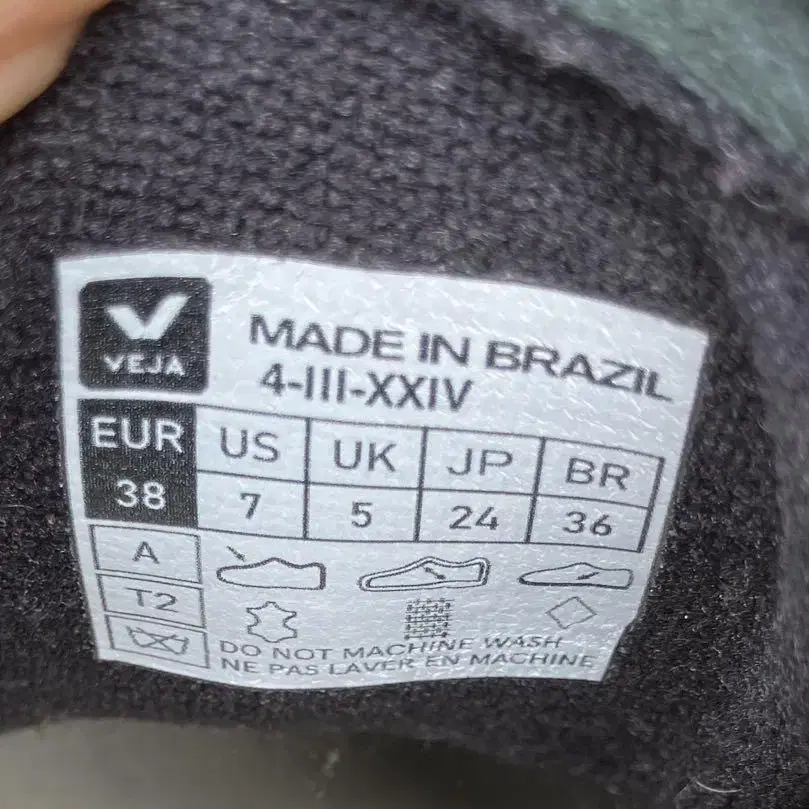 VEJA
MADE IN BRAZIL
4-III-XXIV
EUR US UK JP BR
38 7 5 24 36
A
T2
DO NOT MACHINE WASH
NE PAS LAVER EN MACHINE